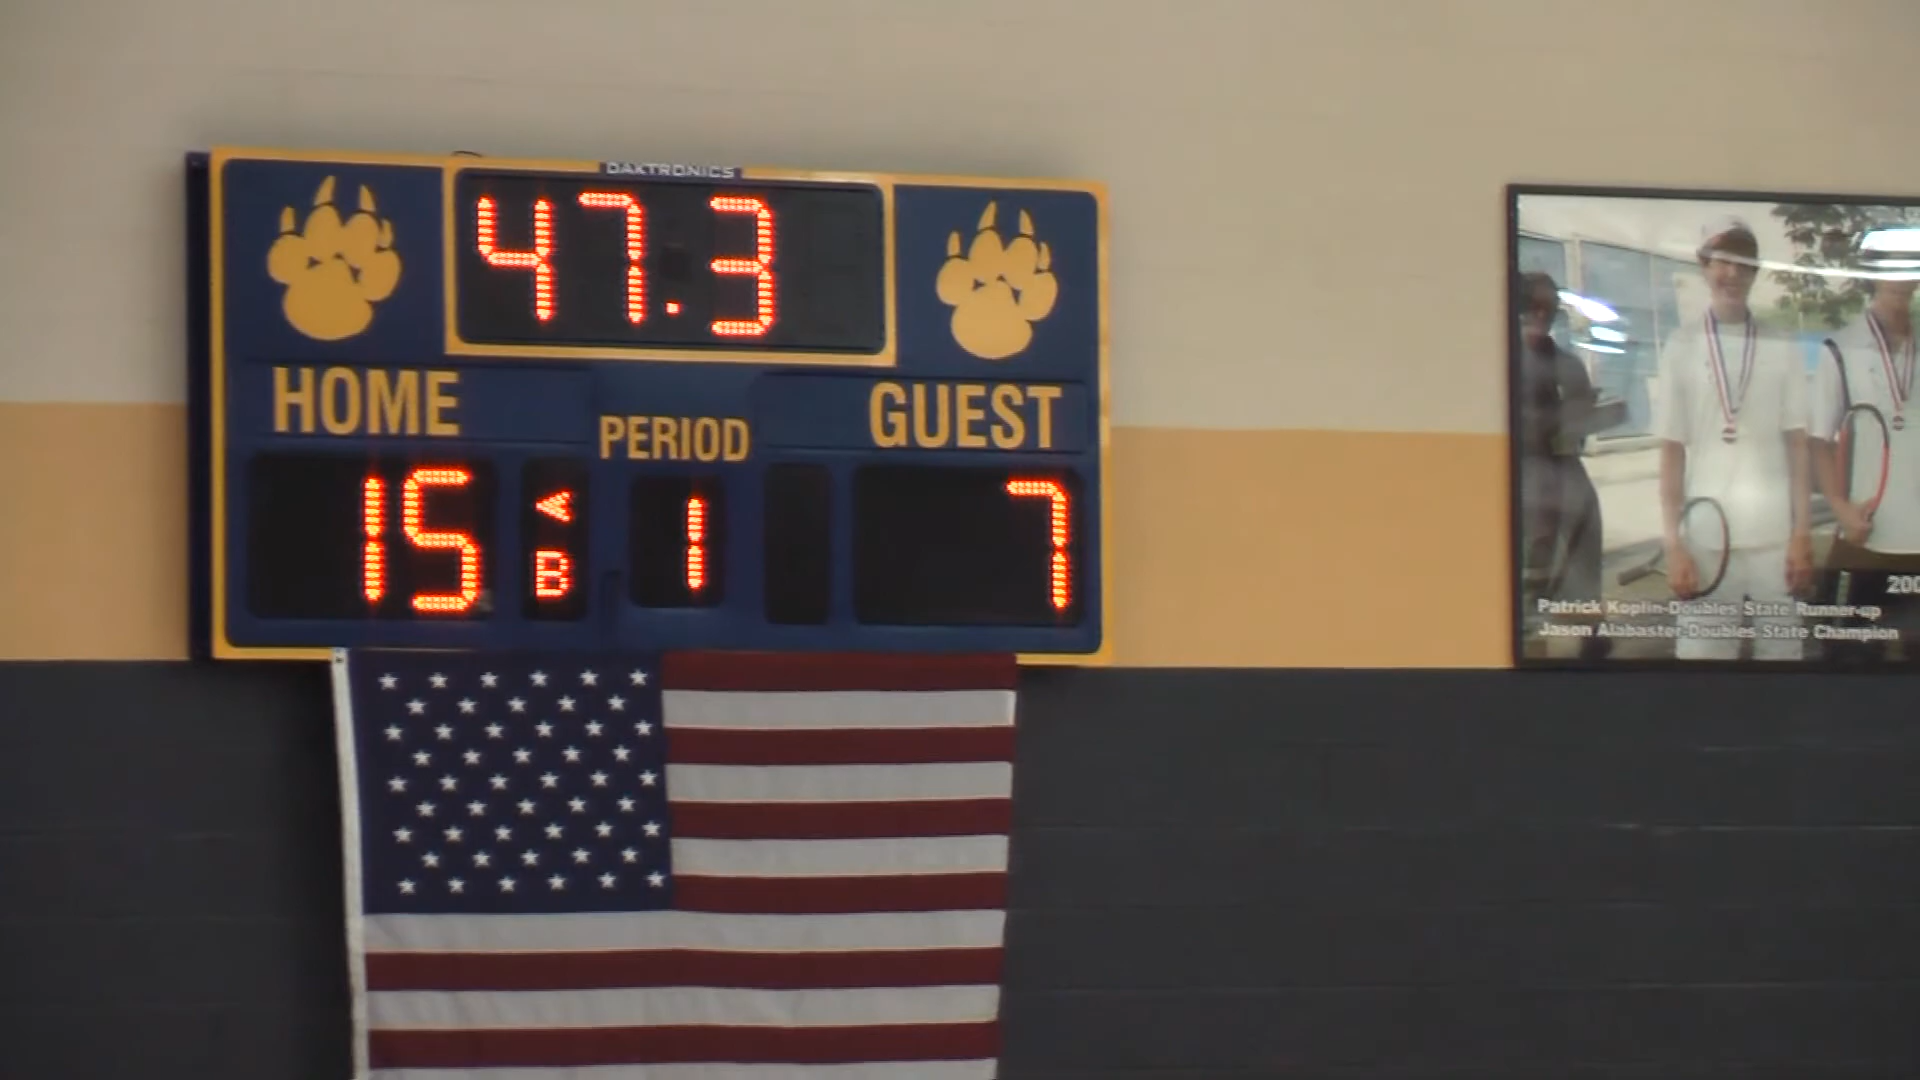 DAKTRONICS
47.3
HOME
PERIOD
GUEST
15
B
1
7
200
Patrick Koplin-Doubles State Runner-up
Jason Alabaster-Doubles State Champion